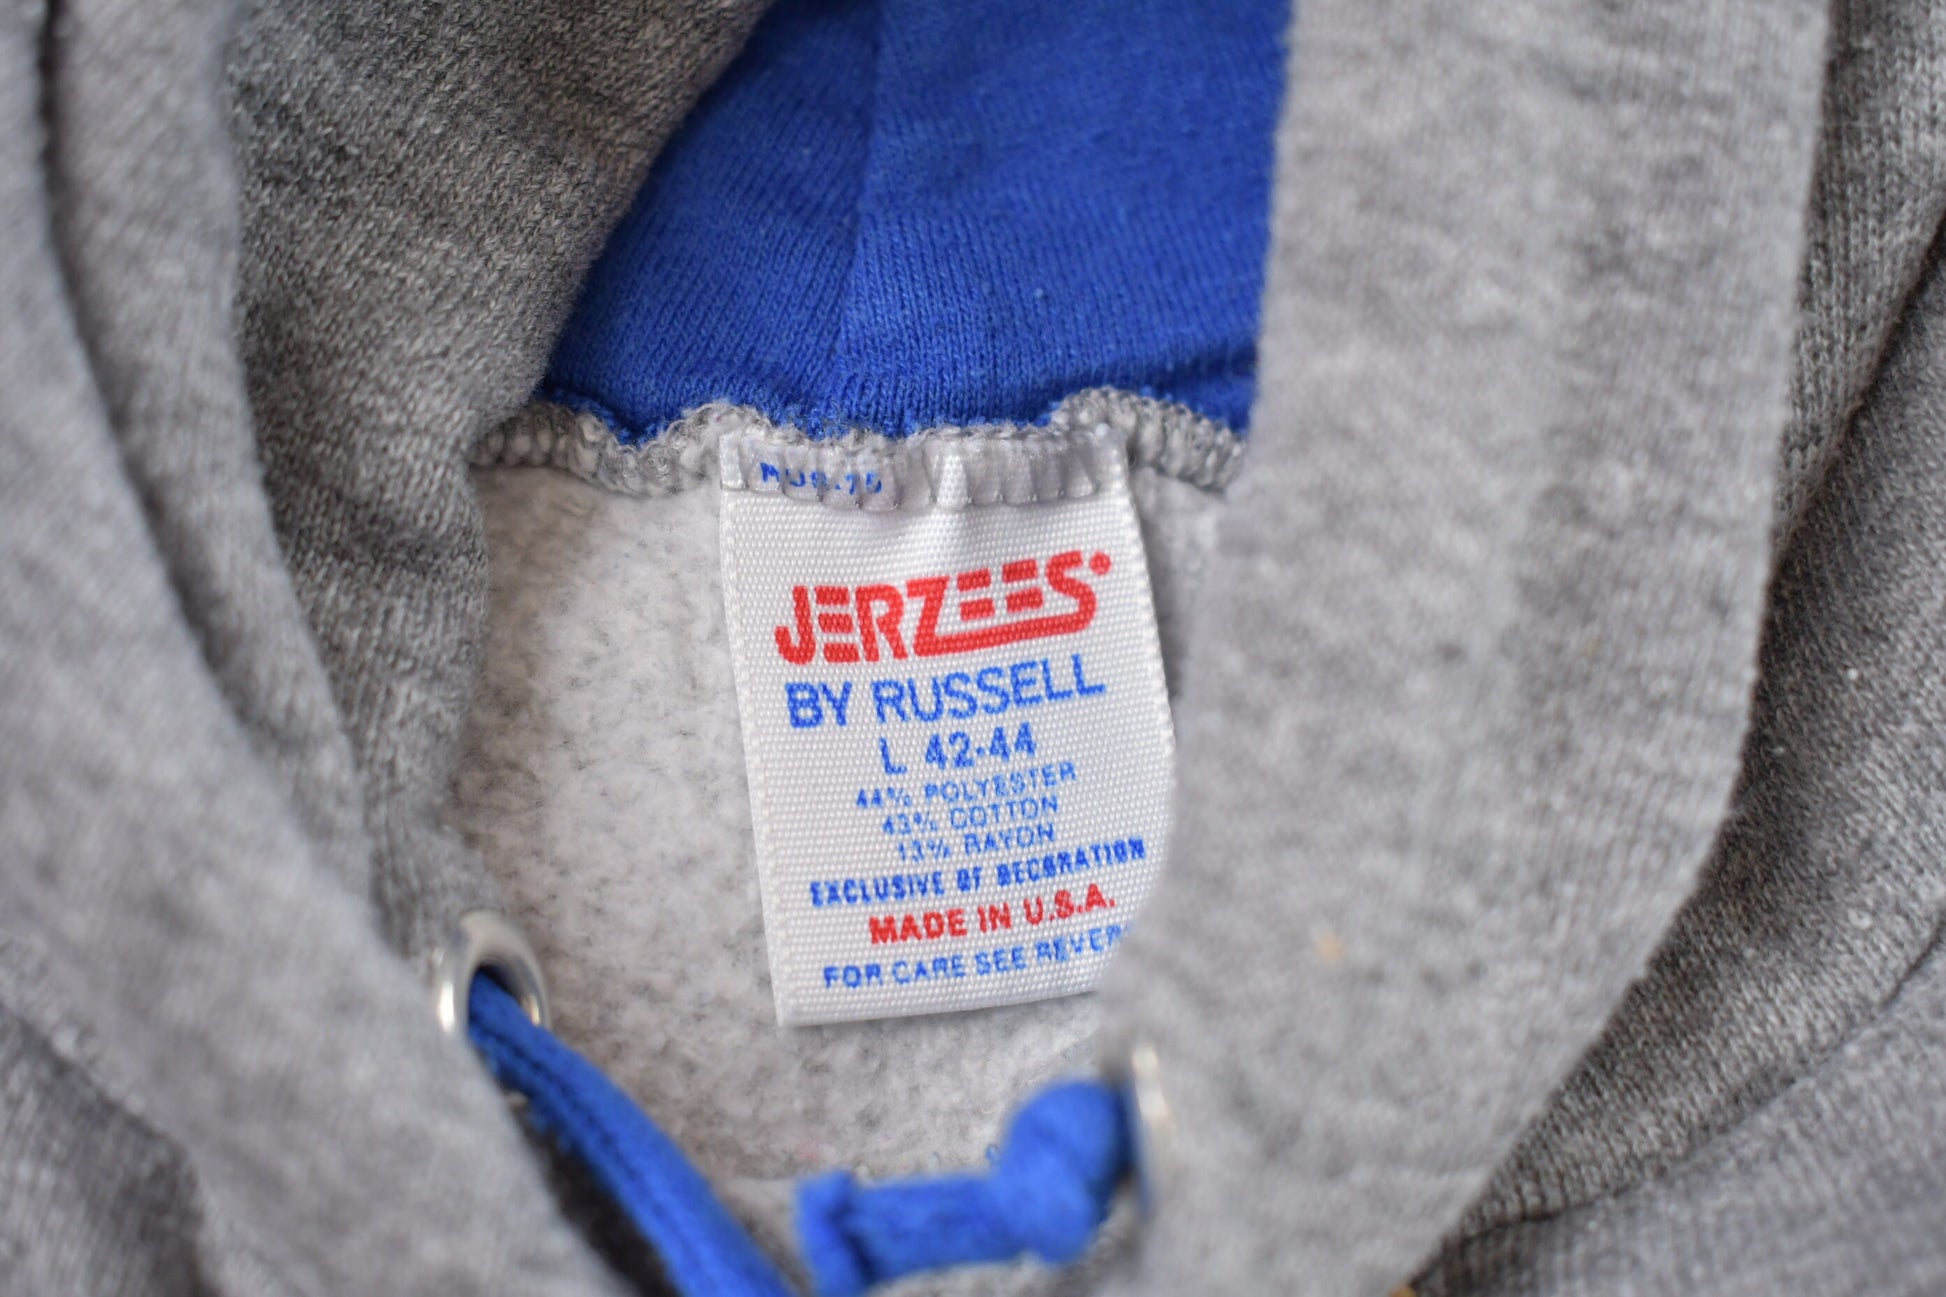 JERZEES
BY RUSSELL
L 42-44
44% POLYESTER
43% COTTON
13% RAYON
EXCLUSIVE OF DECORATION
MADE IN U.S.A.
FOR CARE SEE